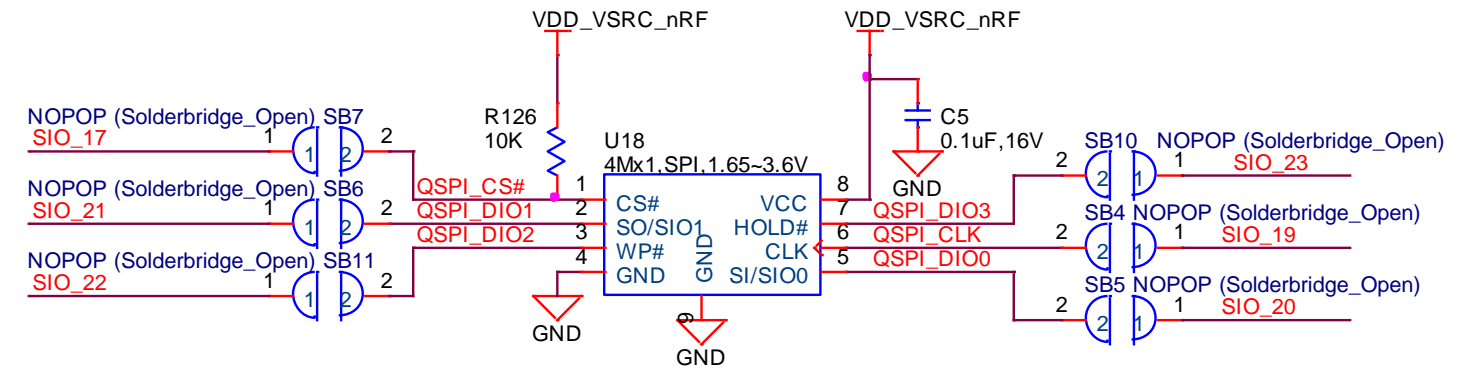 VDD_VSRC_nRF
VDD_VSRC_nRF
NOPOP (Solderbridge_Open) SB7
SIO_17
1
1
2
2
R126
10K
U18
4Mx1,SPI,1.65~3.6V
C5
0.1uF,16V
GND
SB10 NOPOP (Solderbridge_Open)
2
2
1
1
SIO_23
NOPOP (Solderbridge_Open) SB6
SIO_21
1
1
2
2
QSPI_CS#
1
CS#
VCC
8
QSPI_DIO1
2
SO/SIO1
HOLD#
7
QSPI_DIO3
SB4 NOPOP (Solderbridge_Open)
2
2
1
1
SIO_19
QSPI_DIO2
3
WP#
CLK
6
QSPI_CLK
NOPOP (Solderbridge_Open) SB11
SIO_22
1
1
2
2
4
GND
GND
SI/SIO0
5
QSPI_DIO0
SB5 NOPOP (Solderbridge_Open)
2
2
1
1
SIO_20
GND
9
GND